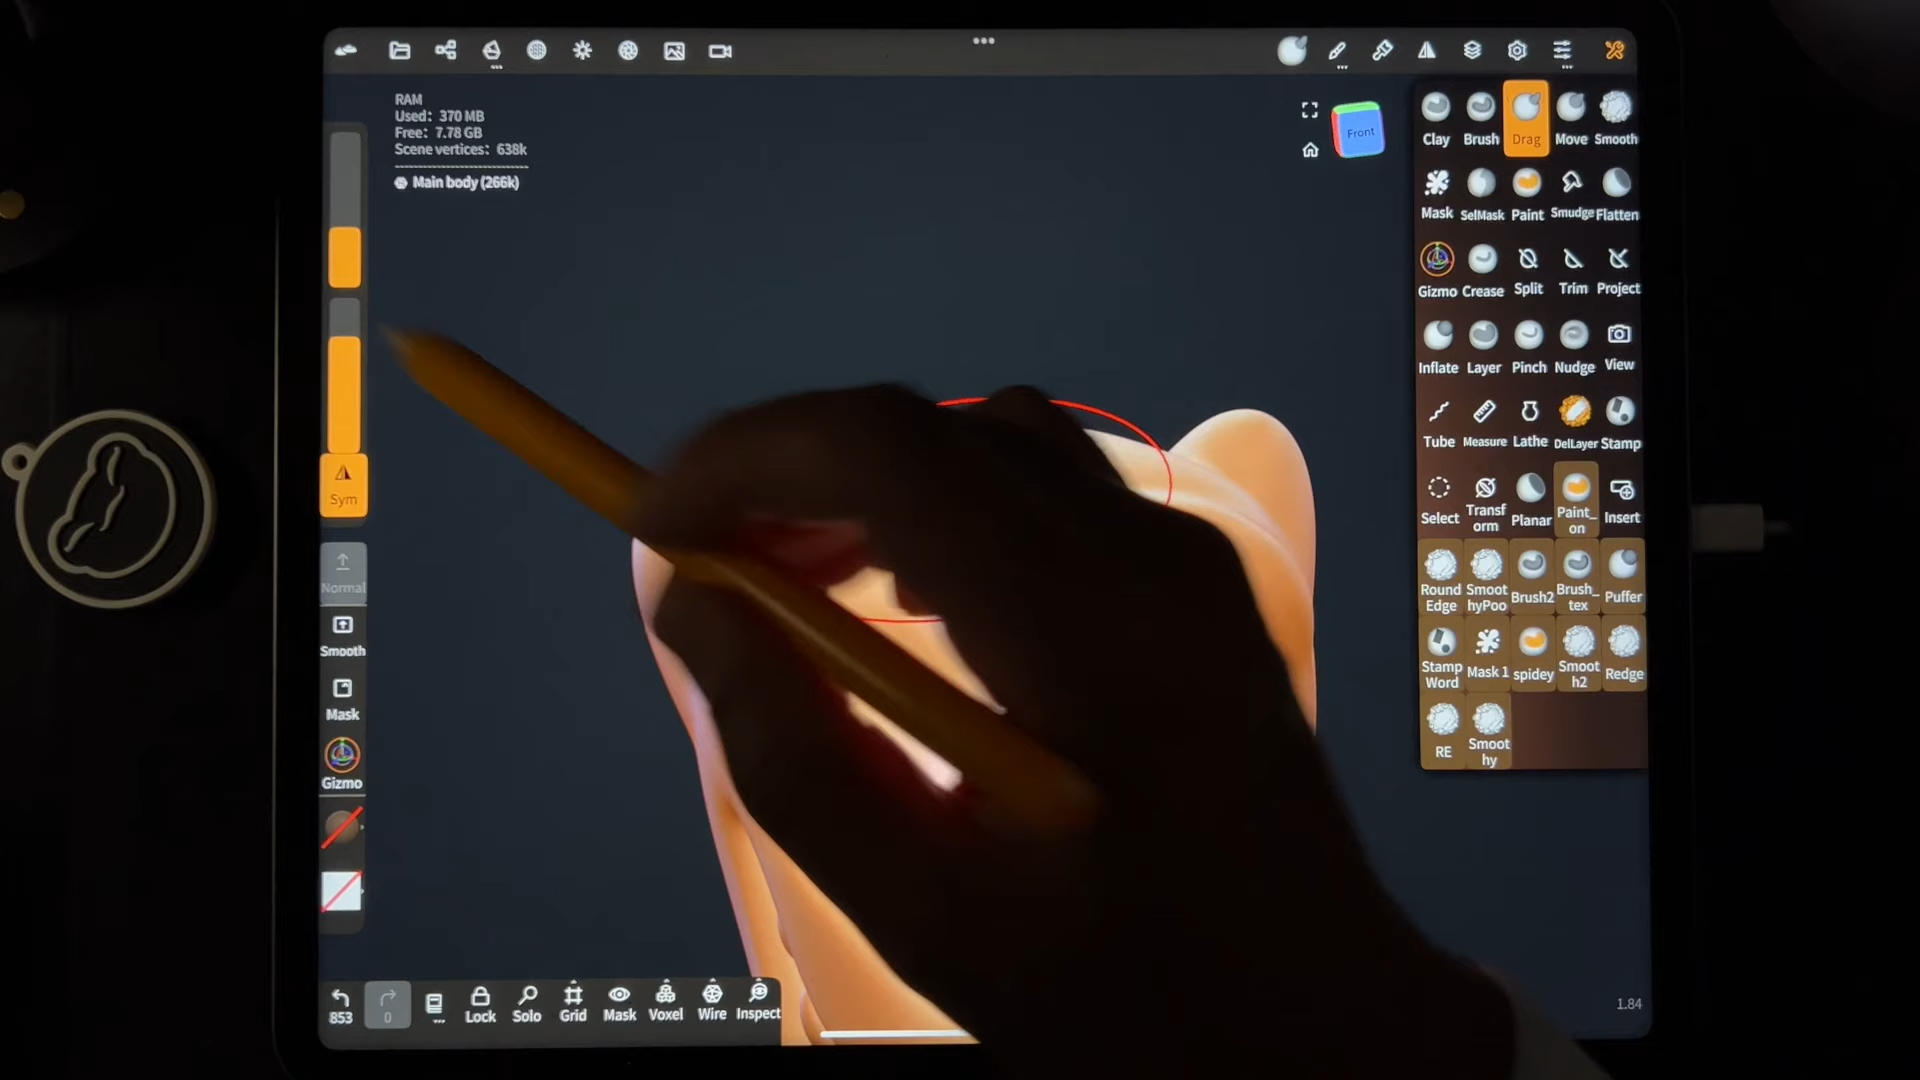 RAM
Used: 370 MB
Free: 7.78 GB
Scene vertices: 638k
Main body (266k)
Front
Clay Brush Drag Move Smooth
Mask SelMask Paint Smudge Flatten
Gizmo Crease Split Trim Project
Inflate Layer Pinch Nudge View
Tube Measure Lathe DelLayer Stamp
Select Transf
orm Planar Paint_
on Insert
Round
Edge Smoot
hyPoo Brush2 Brush_
tex Puffer
Stamp
Word Mask 1 spidey Smoot
h2 Redge
RE Smoot
hy
Sym
Normal
Smooth
Mask
Gizmo
853 0 Lock Solo Grid Mask Voxel Wire Inspect
1.84